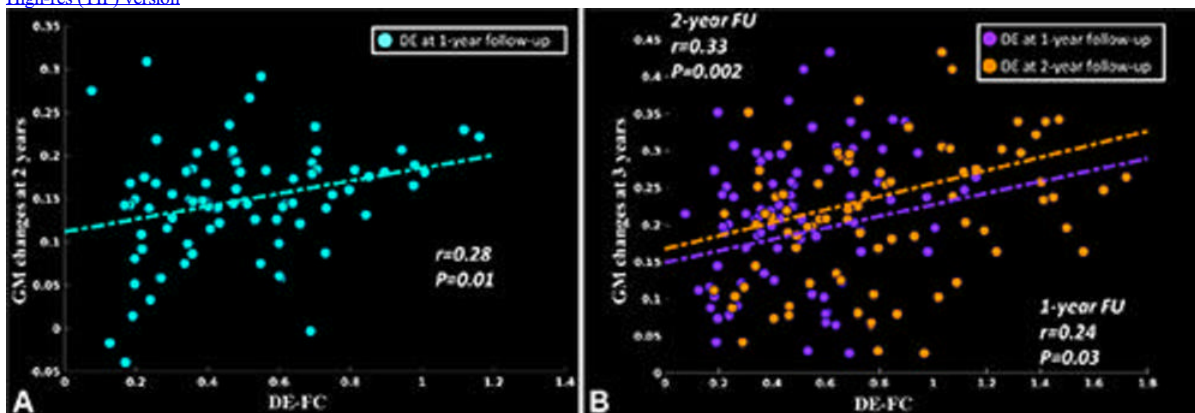 High-res (TIF) version
DE at 1-year follow-up
GM changes at 2 years
0.35
0.3
0.25
0.2
0.15
0.1
0.05
0
0.05
r=0.28
P=0.01
0
0.2
0.4
0.6
0.8
1
1.2
1.4
DE-FC
A
2-year FU
r=0.33
P=0.002
DE at 1-year follow-up
DE at 2-year follow-up
GM changes at 3 years
0.45
0.4
0.35
0.3
0.25
0.2
0.15
0.1
0.05
0
1-year FU
r=0.24
P=0.03
0
0.2
0.4
0.6
0.8
1
1.2
1.4
1.6
1.8
DE-FC
B